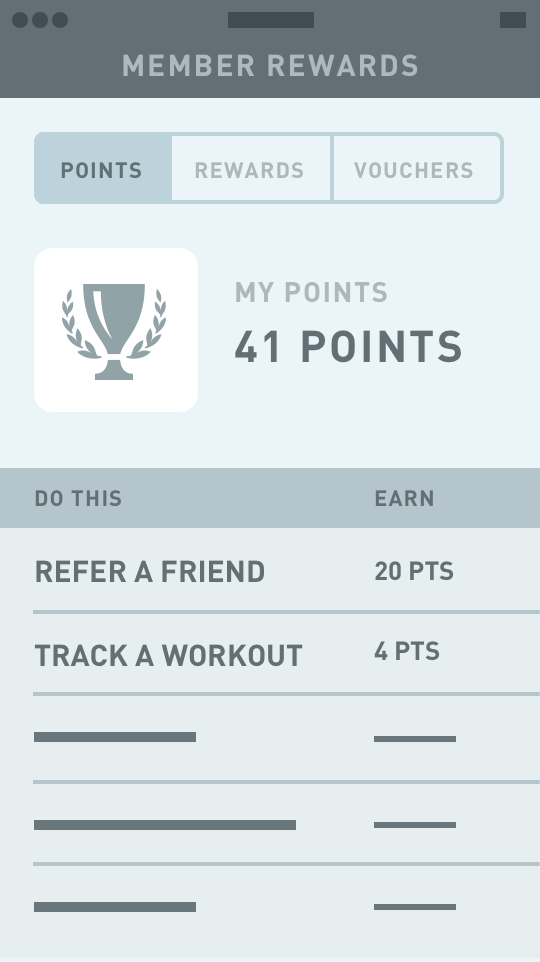 MEMBER REWARDS
POINTS REWARDS VOUCHERS
MY POINTS
41 POINTS
DO THIS EARN
REFER A FRIEND 20 PTS
TRACK A WORKOUT 4 PTS